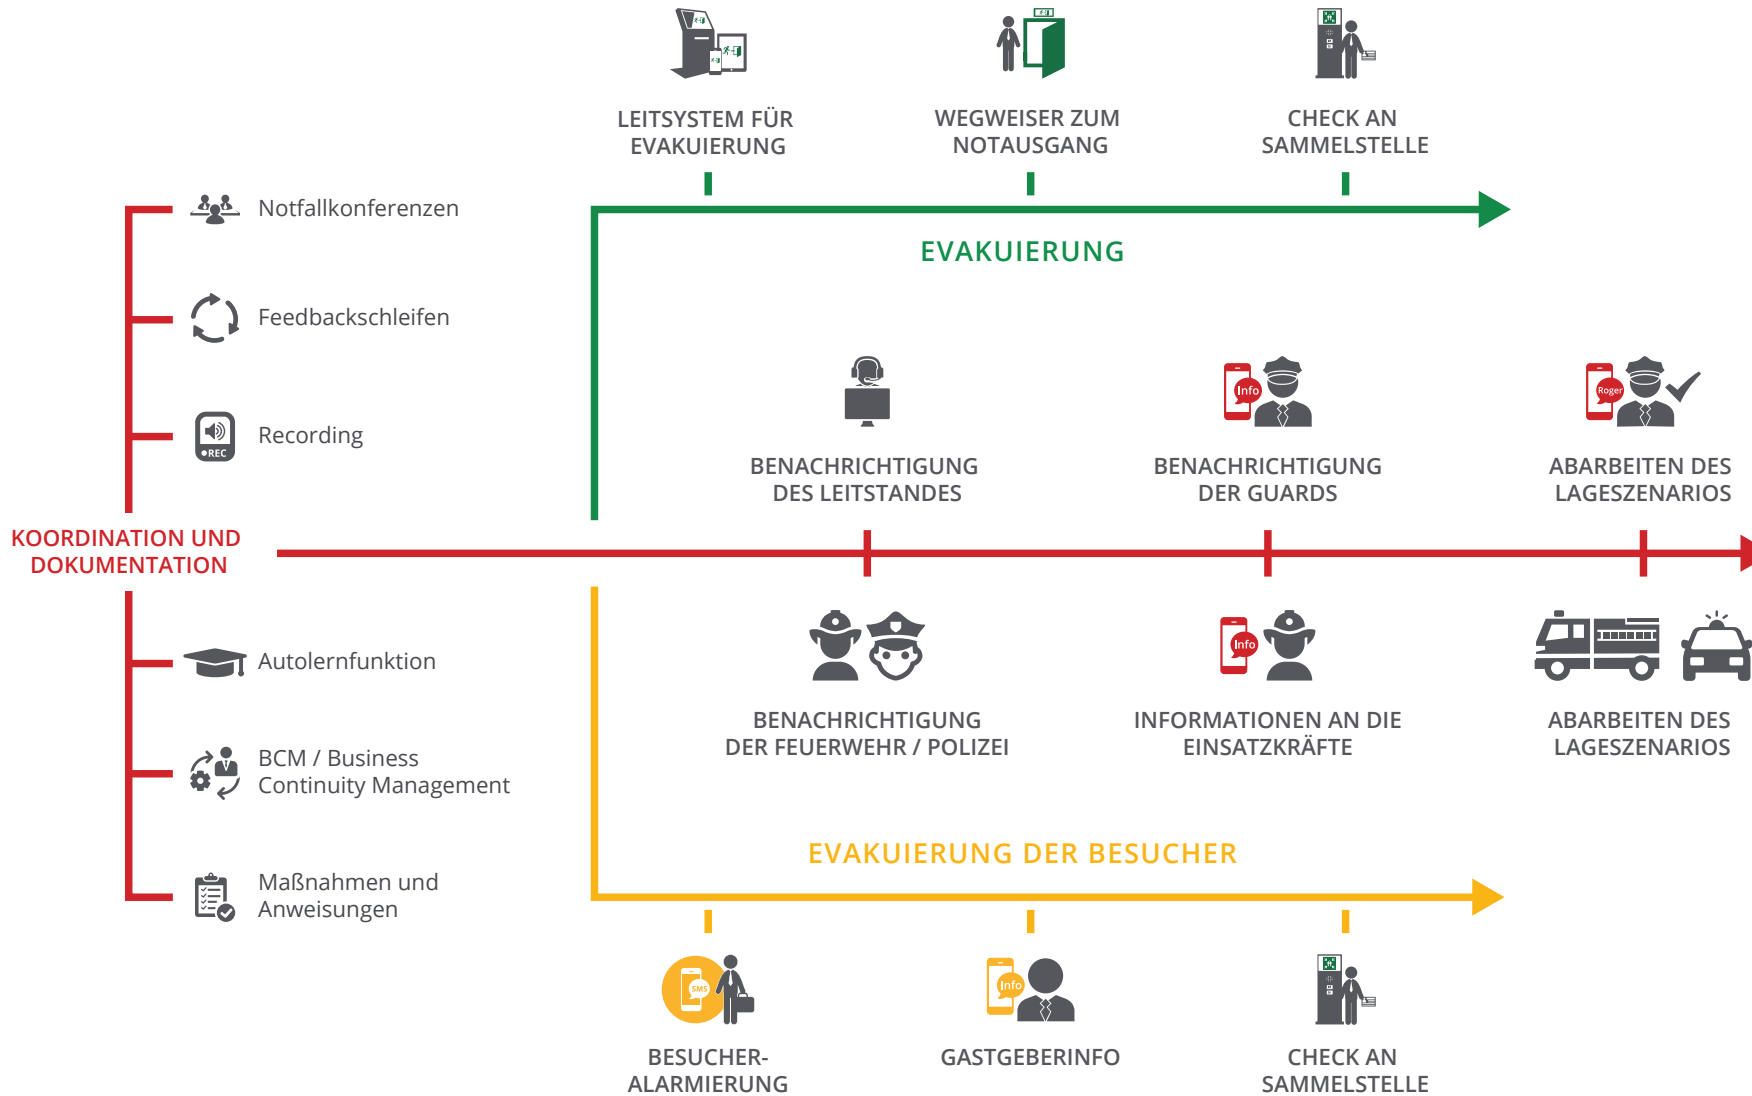 LEITSYSTEM FÜR
EVAKUIERUNG
WEGWEISER ZUM
NOTAUSGANG
CHECK AN
SAMMELSTELLE
EVAKUIERUNG
Notfallkonferenzen
Feedbackschleifen
REC
Recording
KOORDINATION UND
DOKUMENTATION
Autolernfunktion
BCM / Business
Continuity Management
Maßnahmen und
Anweisungen
BENACHRICHTIGUNG
DES LEITSTANDES
Info
BENACHRICHTIGUNG
DER GUARDS
Roger
ABARBEITEN DES
LAGESZENARIOS
BENACHRICHTIGUNG
DER FEUERWEHR / POLIZEI
Info
INFORMATIONEN AN DIE
EINSATZKRÄFTE
ABARBEITEN DES
LAGESZENARIOS
EVAKUIERUNG DER BESUCHER
SMS
BESUCHER-
ALARMIERUNG
Info
GASTGEBERINFO
CHECK AN
SAMMELSTELLE